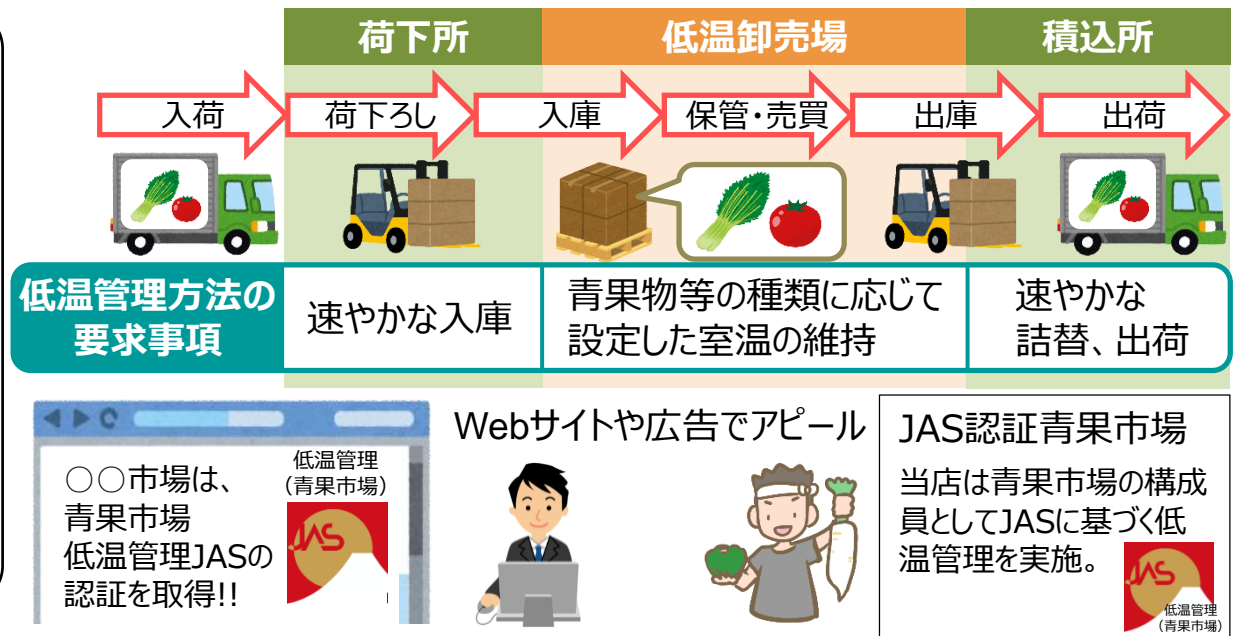 荷下所
低温卸売場
積込所
入荷
荷下ろし
入庫
保管・売買
出庫
出荷
低温管理方法の
要求事項
速やかな入庫
青果物等の種類に応じて
設定した室温の維持
速やかな
詰替、出荷
○○市場は、
青果市場
低温管理JASの
認証を取得!!
低温管理
（青果市場）
JAS
Webサイトや広告でアピール
JAS認証青果市場
当店は青果市場の構成
員としてJASに基づく低
温管理を実施。
JAS
低温管理
（青果市場）